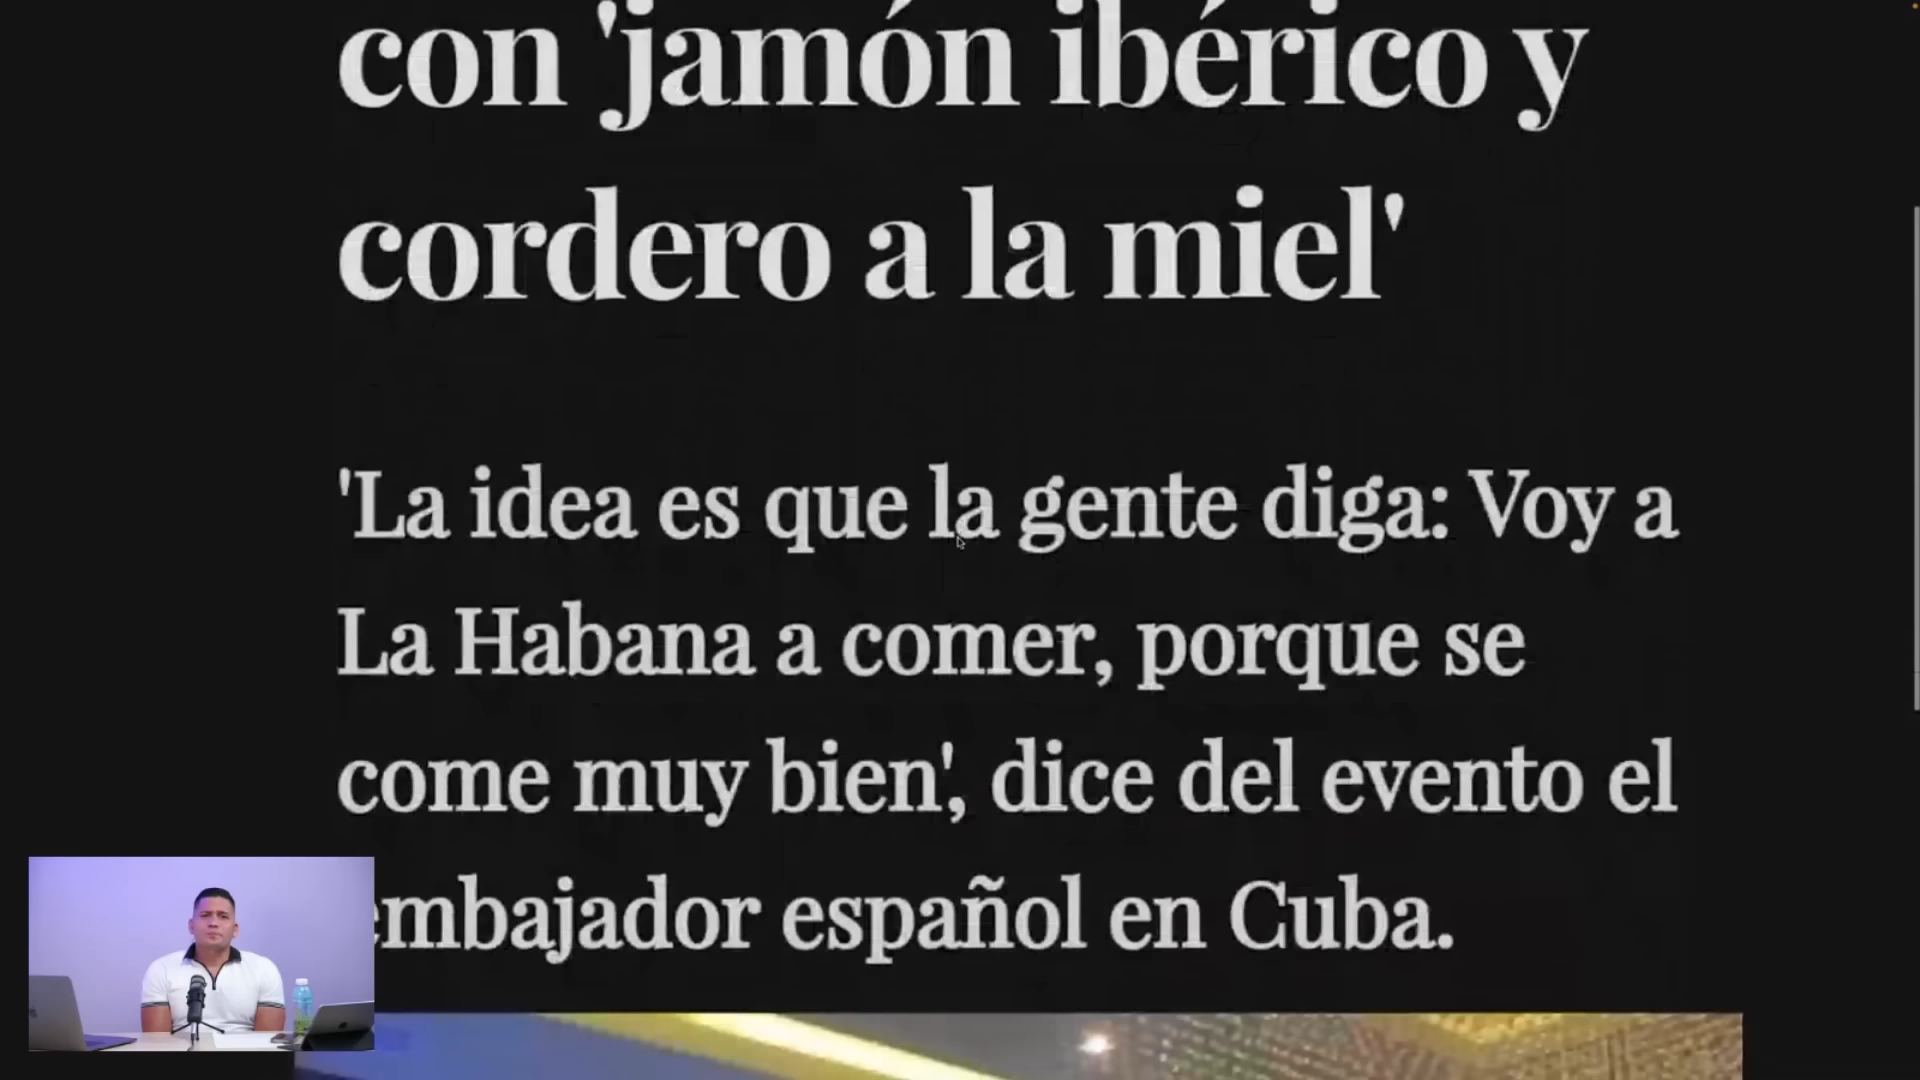 con 'jamón ibérico y
cordero a la miel'
'La idea es que la gente diga: Voy a
La Habana a comer, porque se
come muy bien', dice del evento el
embajador español en Cuba.